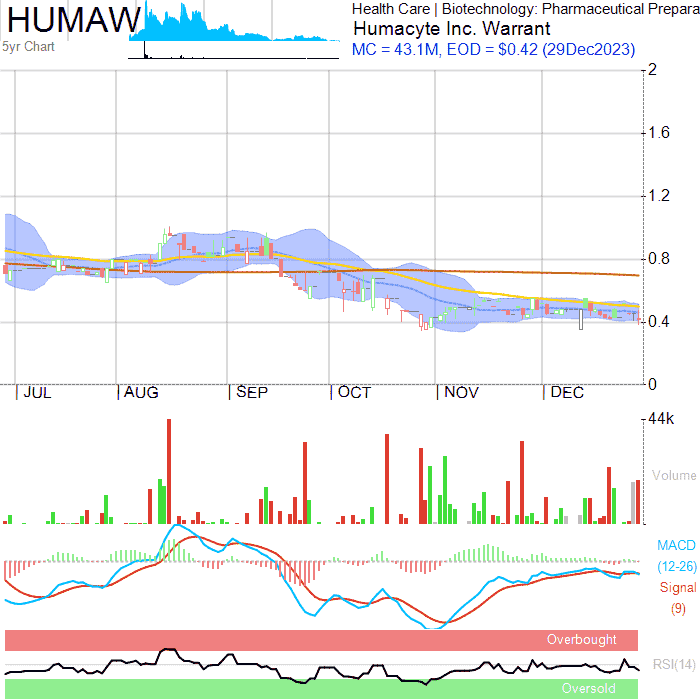 HUMAW
Health Care | Biotechnology: Pharmaceutical Prepara
Humacyte Inc. Warrant
5yr Chart
MC = 43.1M, EOD = $0.42 (29Dec2023)
2
1.6
1.2
0.8
0.4
0
| JUL | AUG | SEP | OCT | NOV | DEC
44k
Volume
MACD
(12-26)
Signal
(9)
Overbought
RSI(14)
Oversold